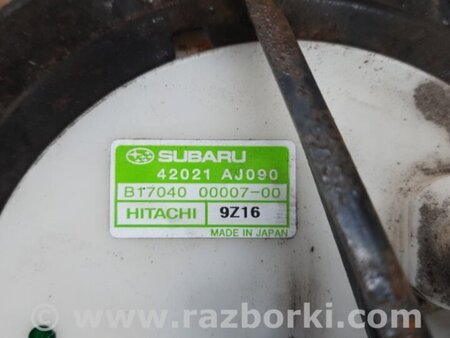 SUBARU
42021 AJ090
B17040 00007-00
HITACHI 9Z16
MADE IN JAPAN
© www.razborki.com